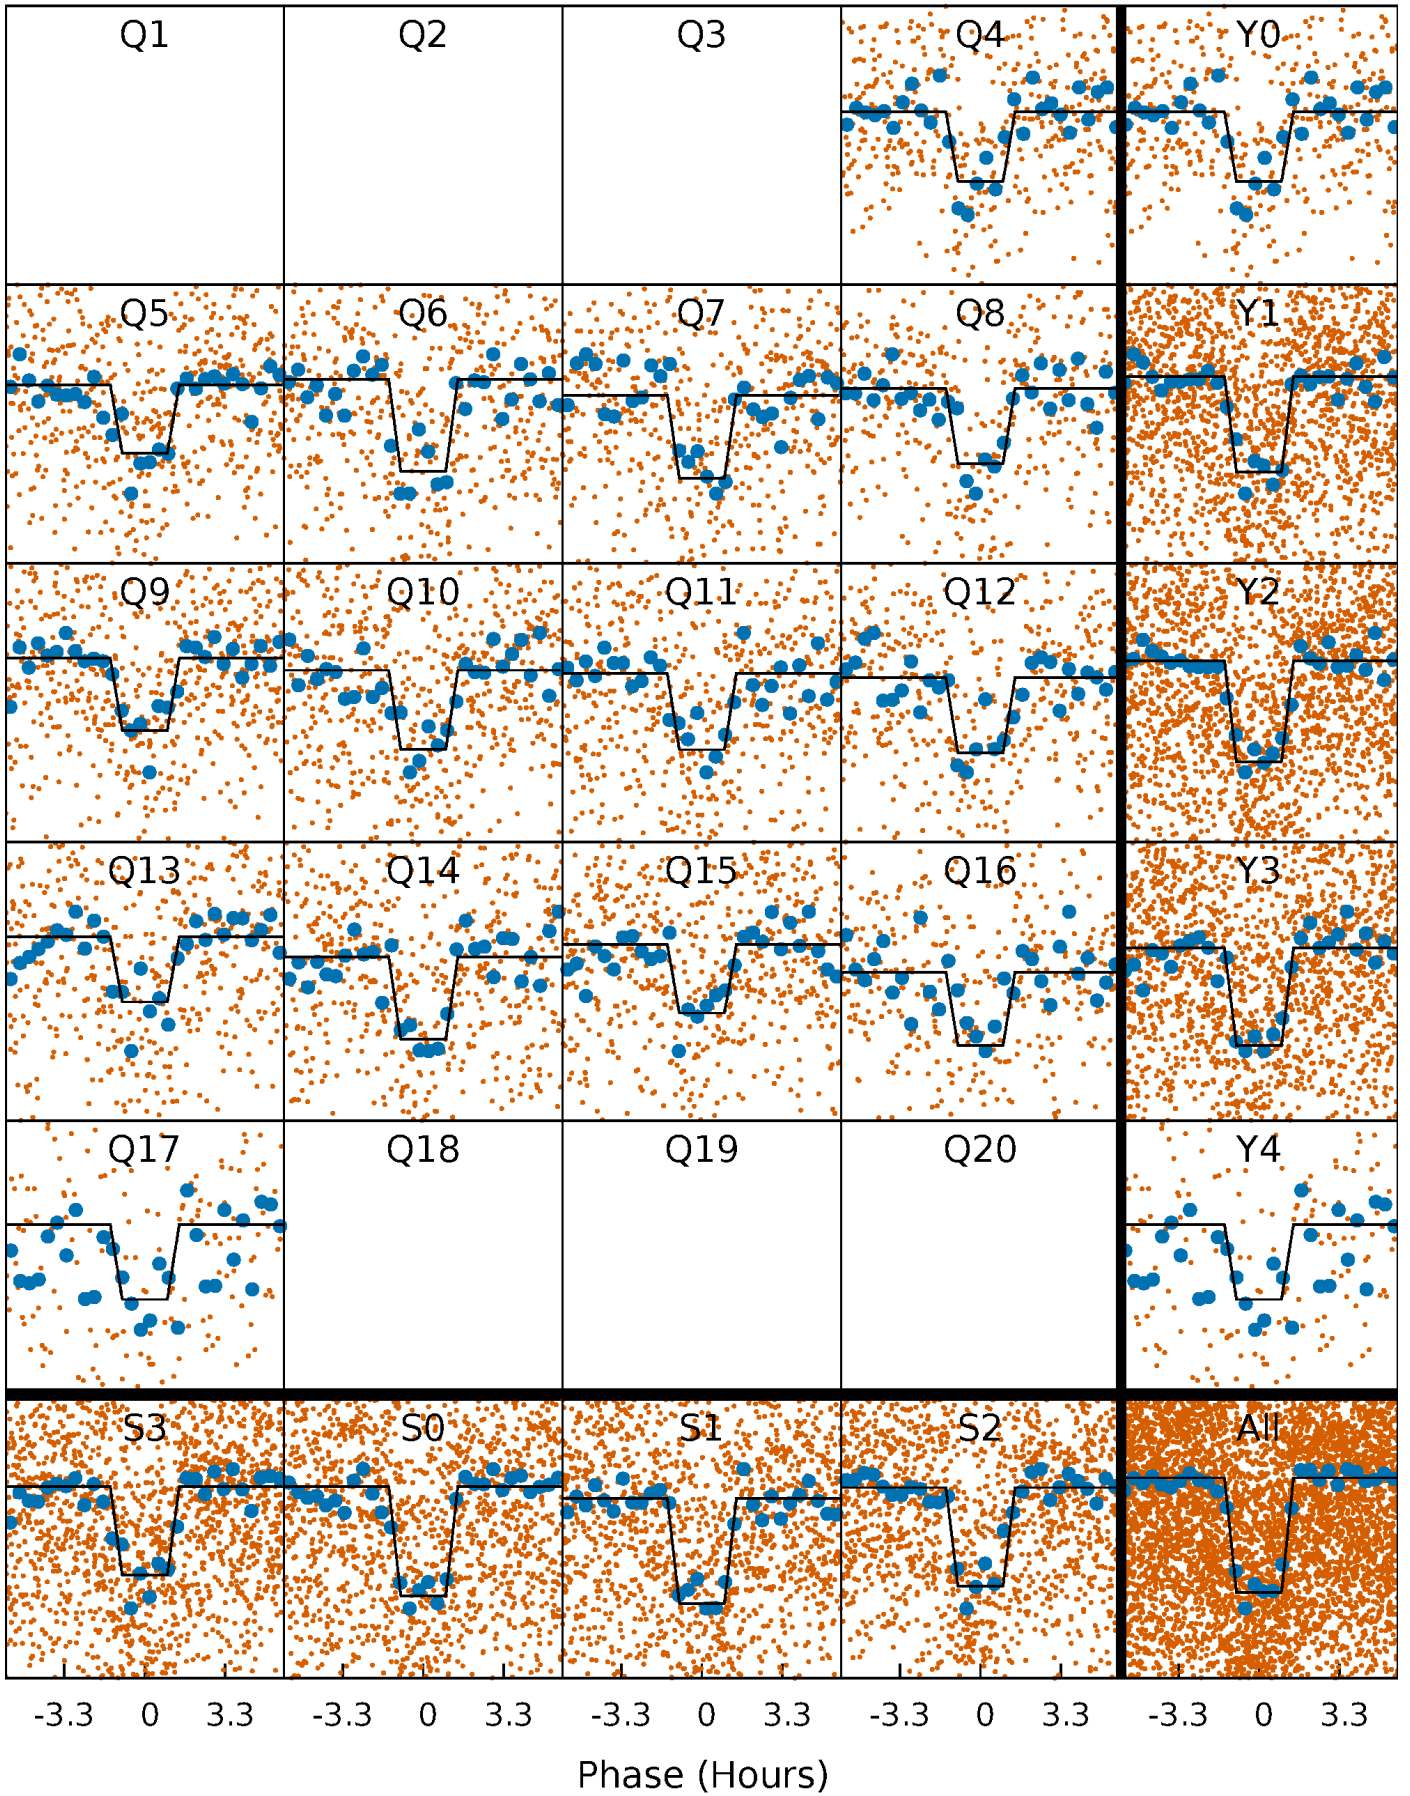 Q1 Q2 Q3 Q4 Y0
Q5 Q6 Q7 Q8 Y1
Q9 Q10 Q11 Q12 Y2
Q13 Q14 Q15 Q16 Y3
Q17 Q18 Q19 Q20 Y4
S3 S0 S1 S2 All
-3.3 0 3.3 -3.3 0 3.3 -3.3 0 3.3 -3.3 0 3.3 -3.3 0 3.3
Phase (Hours)